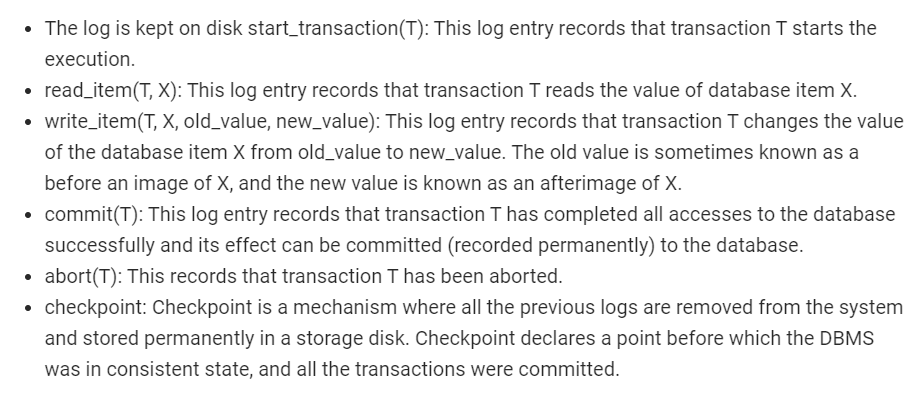 • The log is kept on disk start_transaction(T): This log entry records that transaction T starts the
execution.
• read_item(T, X): This log entry records that transaction T reads the value of database item X.
• write_item(T, X, old_value, new_value): This log entry records that transaction T changes the value
of the database item X from old_value to new_value. The old value is sometimes known as a
before an image of X, and the new value is known as an afterimage of X.
• commit(T): This log entry records that transaction T has completed all accesses to the database
successfully and its effect can be committed (recorded permanently) to the database.
• abort(T): This records that transaction T has been aborted.
• checkpoint: Checkpoint is a mechanism where all the previous logs are removed from the system
and stored permanently in a storage disk. Checkpoint declares a point before which the DBMS
was in consistent state, and all the transactions were committed.